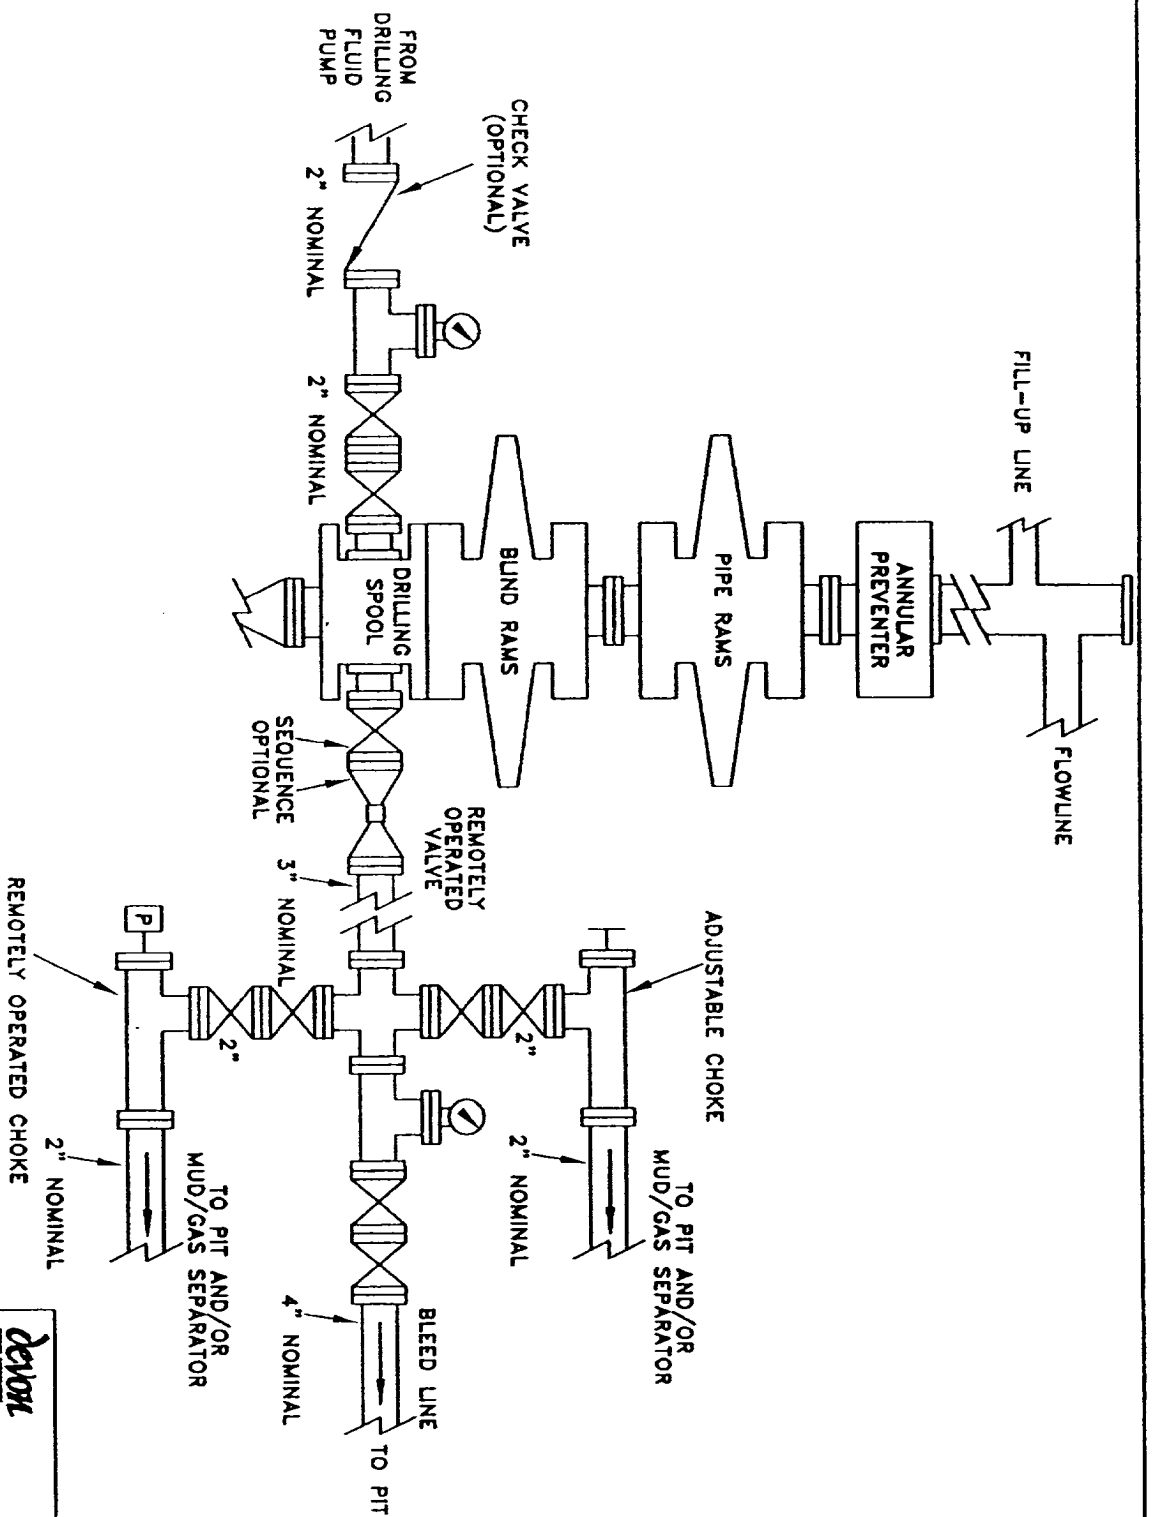 FILL-UP LINE
FLOWLINE
ANNULAR
PREVENTER
PIPE RAMS
BLIND RAMS
DRILLING
SPOOL
CHECK VALVE
(OPTIONAL)
FROM
DRILLING
FLUID
PUMP
2" NOMINAL
2" NOMINAL
SEQUENCE
OPTIONAL
REMOTELY
OPERATED
VALVE
3" NOMINAL
ADJUSTABLE CHOKE
2"
2" NOMINAL
TO PIT AND/OR
MUD/GAS SEPARATOR
BLEED LINE
TO PIT
4" NOMINAL
2"
P
REMOTELY OPERATED CHOKE
2" NOMINAL
TO PIT AND/OR
MUD/GAS SEPARATOR
devon